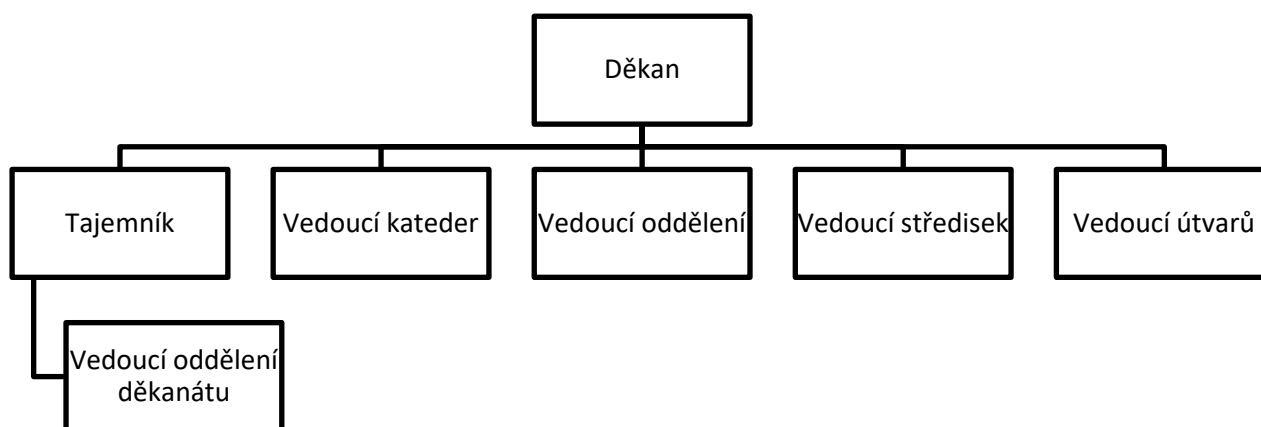 Děkan
Tajemník
Vedoucí kateder
Vedoucí oddělení
Vedoucí středisek
Vedoucí útvarů
Vedoucí oddělení
děkanátu